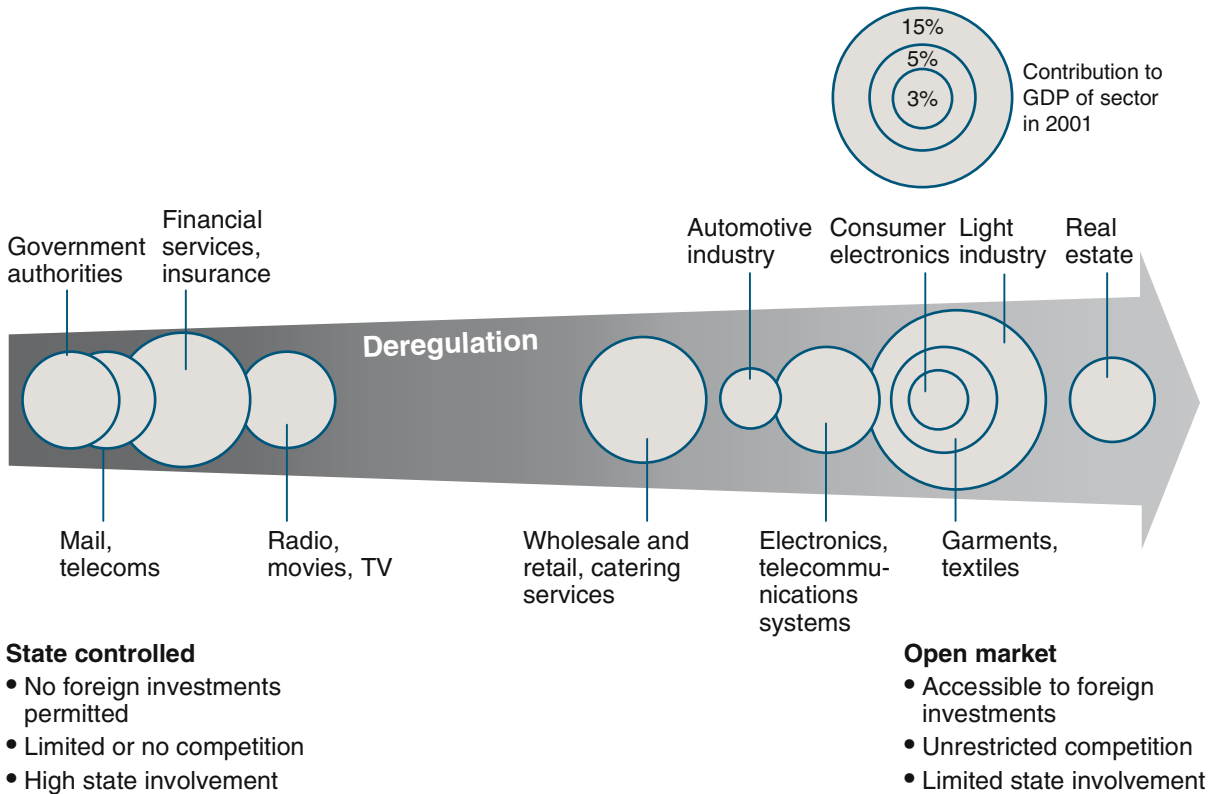 15%
5%
3%
Contribution to
GDP of sector
in 2001
Government
authorities
Financial
services,
insurance
Automotive
industry
Consumer
electronics
Light
industry
Real
estate
Deregulation
Mail,
telecoms
Radio,
movies, TV
Wholesale and
retail, catering
services
Electronics,
telecommu-
nications
systems
Garments,
textiles
State controlled
• No foreign investments
permitted
• Limited or no competition
• High state involvement
Open market
• Accessible to foreign
investments
• Unrestricted competition
• Limited state involvement